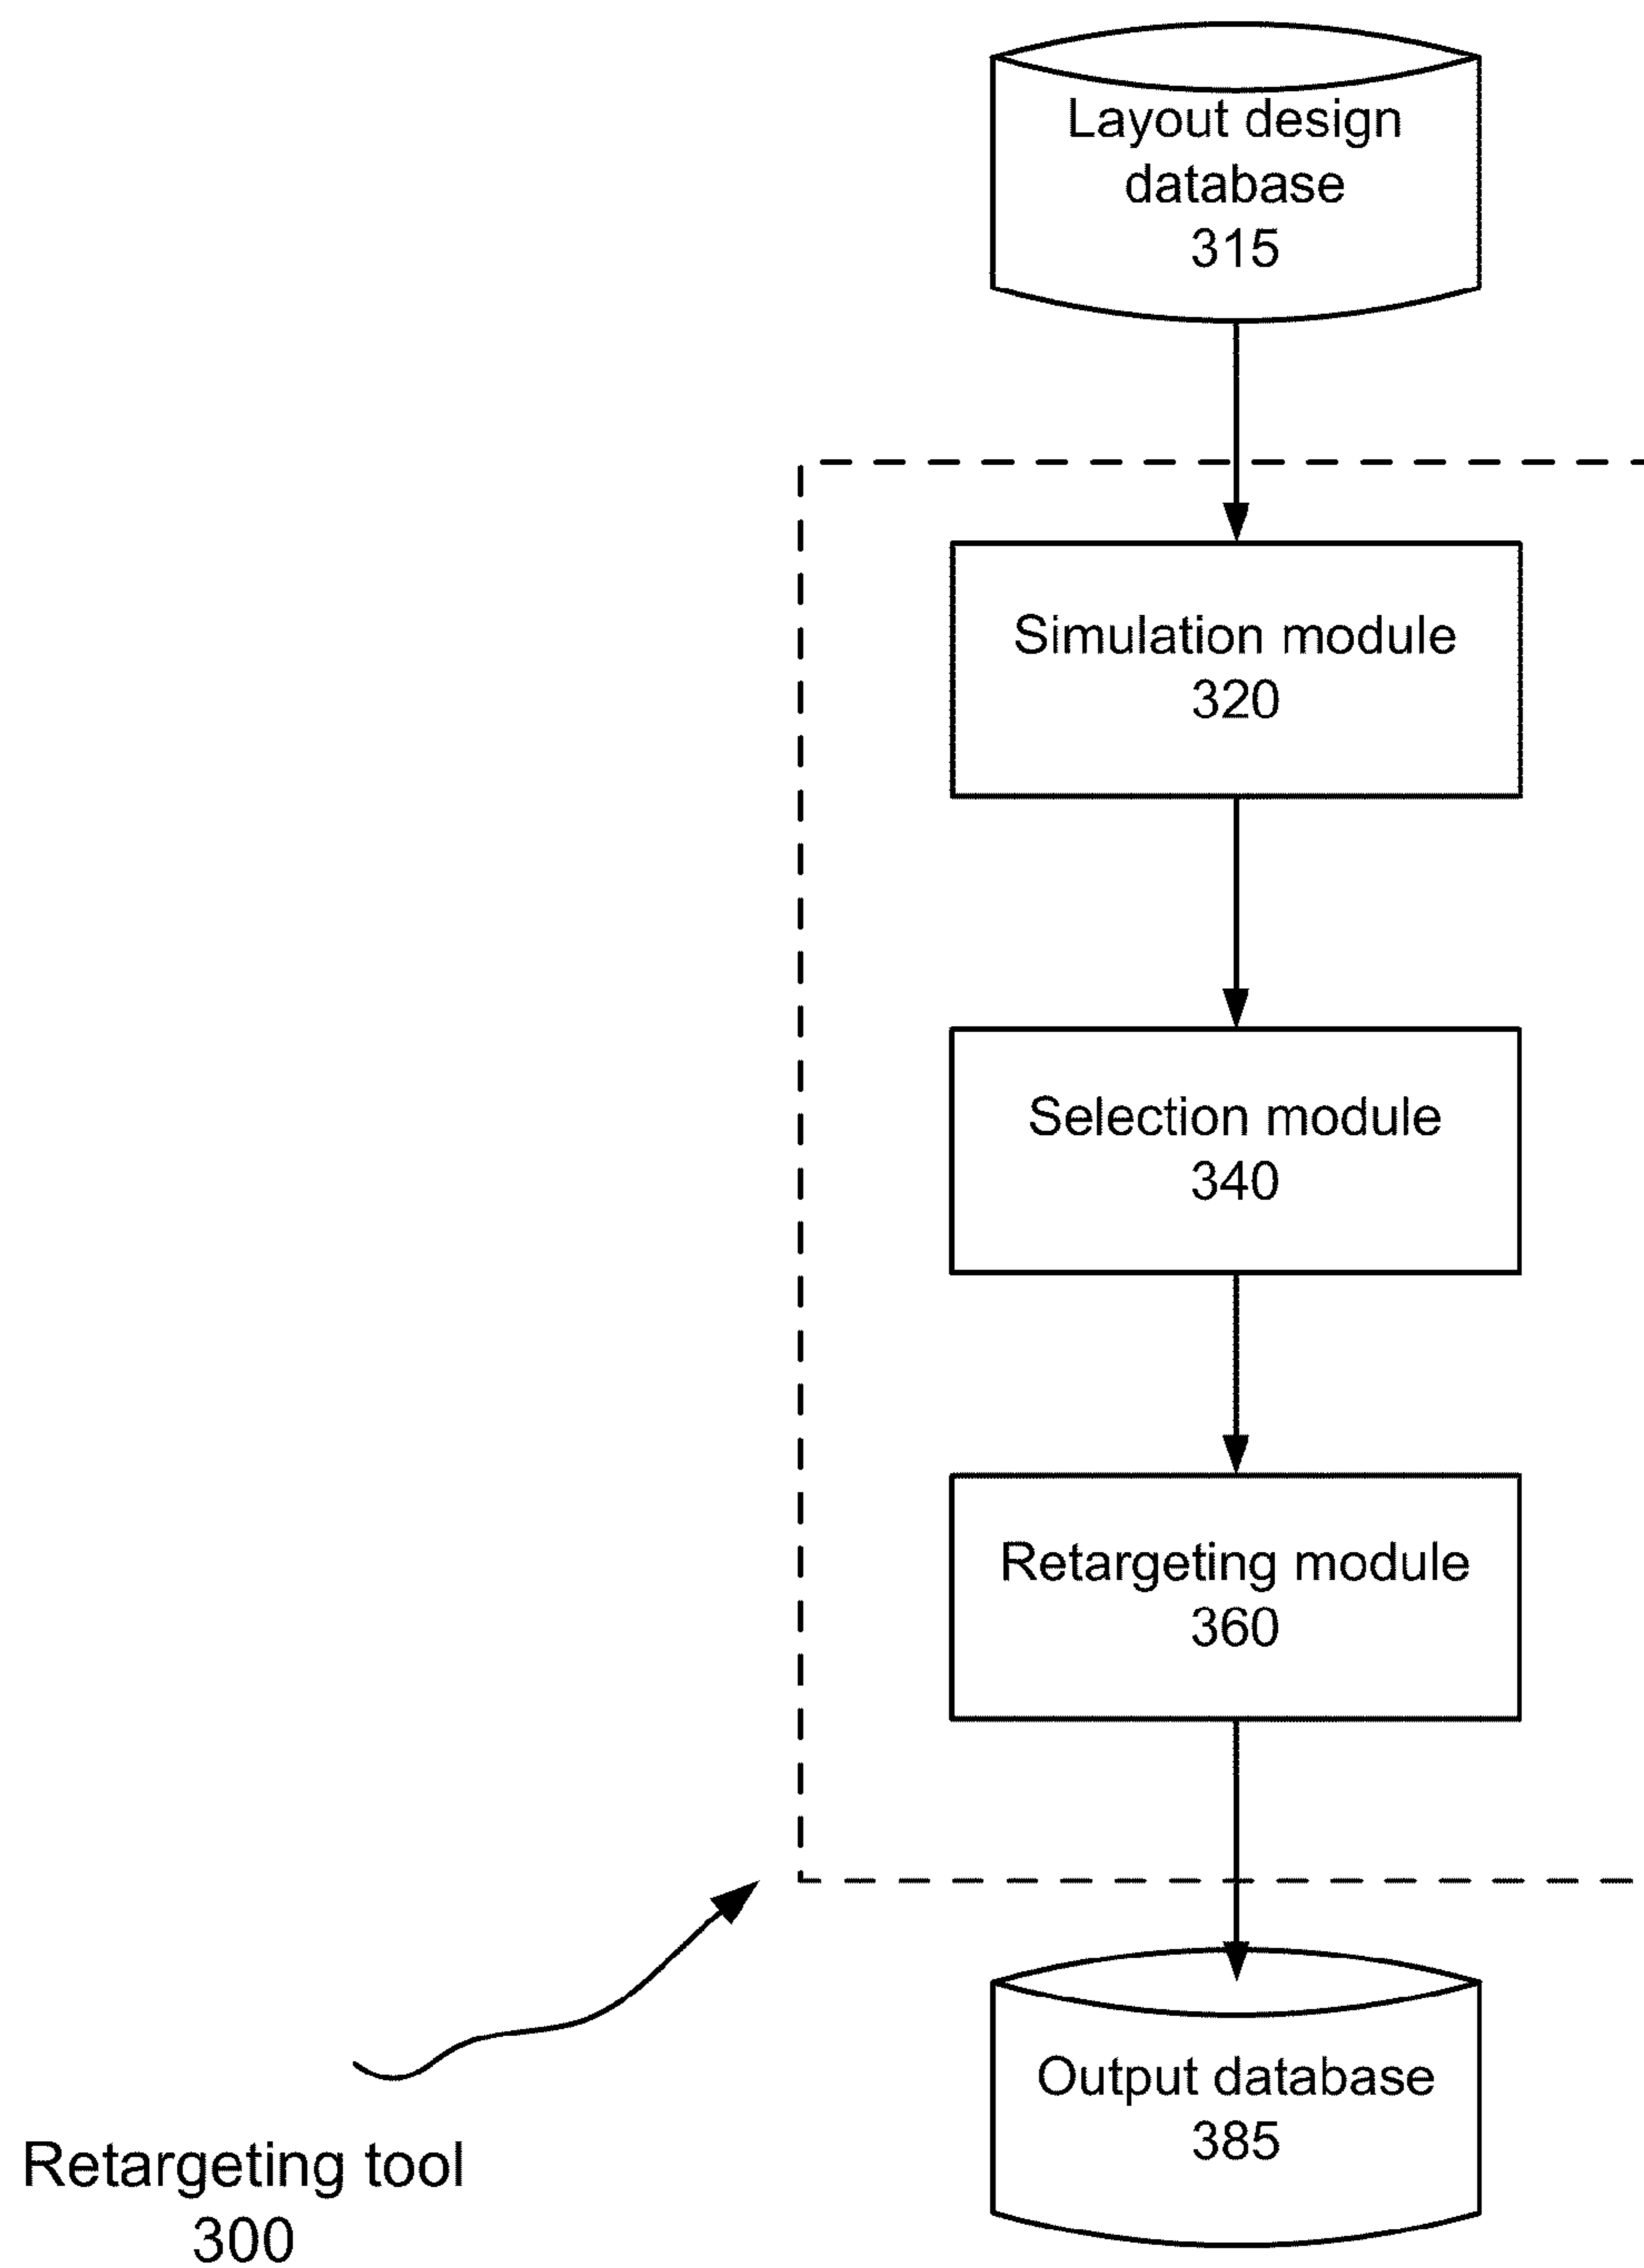 Layout design
database
315
Simulation module
320
Selection module
340
Retargeting module
360
Output database
385
Retargeting tool
300